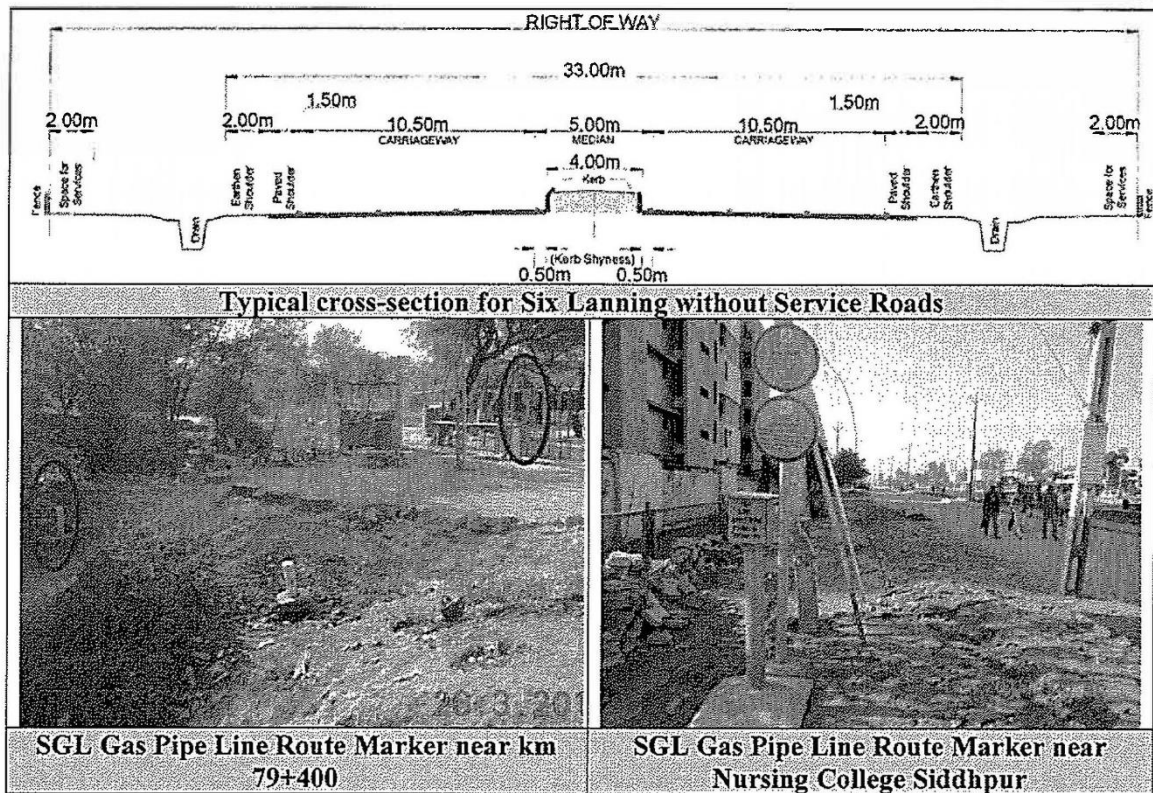 RIGHT OF WAY
33.00m
1.50m 1.50m
2.00m 2.00m 10.50m 5.00m 10.50m 2.00m 2.00m
CARRIAGEWAY MEDIAN CARRIAGEWAY
4.00m
Kerb
Fence
Space for
Services
Drain
Earthen
Shoulder
Paved
Shoulder
Paved
Shoulder
Earthen
Shoulder
Drain
Space for
Services
Fence
(Kerb Shyness)
0.50m 0.50m
Typical cross-section for Six Lanning without Service Roads
26.3.201
SGL Gas Pipe Line Route Marker near km
79+400
SGL Gas Pipe Line Route Marker near
Nursing College Siddhpur